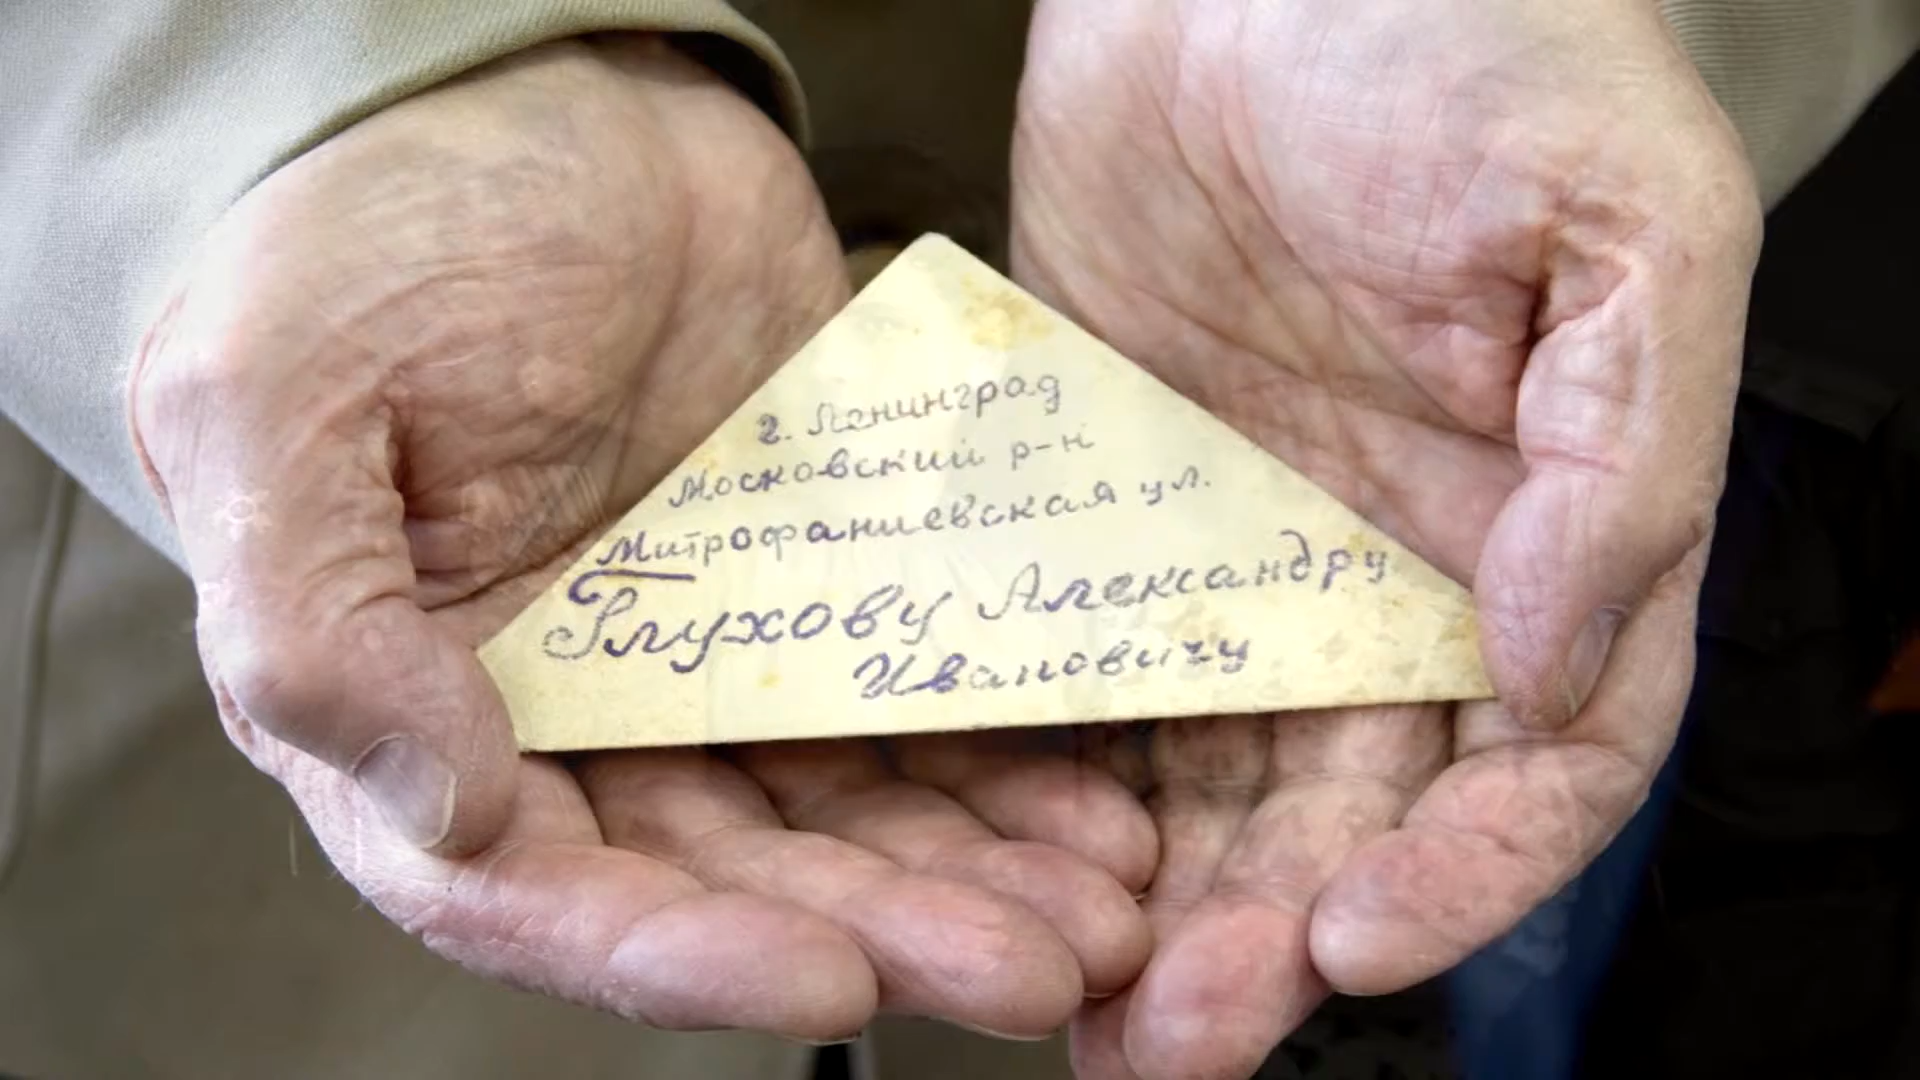 г. Ленинград
Московский р-н
Митрофаниевская ул.
Глухову Александру
Ивановичу